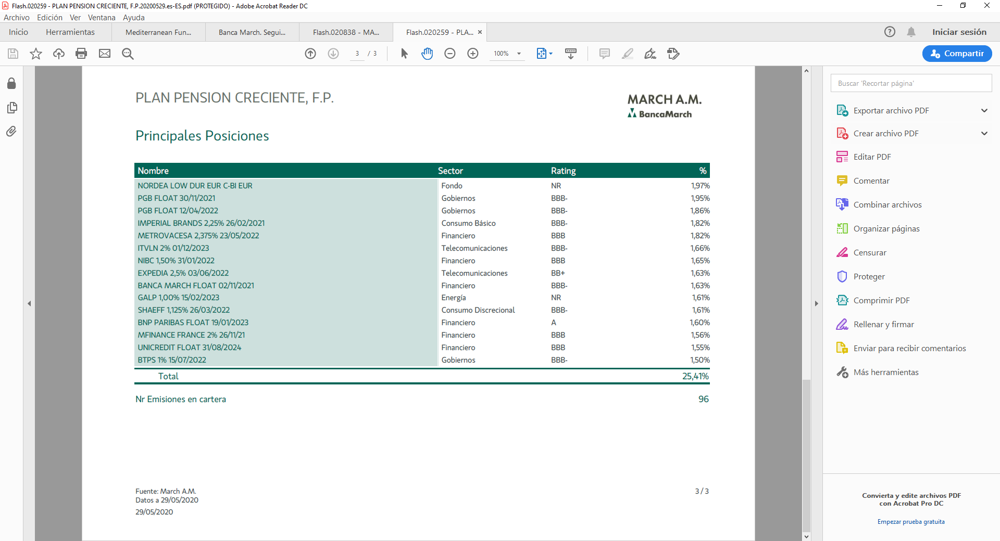 Flash.020259 - PLAN PENSION CRECIENTE, F.P.20200529.es-ES.pdf (PROTEGIDO) - Adobe Acrobat Reader DC
Archivo Edición Ver Ventana Ayuda
Inicio Herramientas Mediterranean Fun... Banca March. Segui... Flash.020838 - MA... Flash.020259 - PLA... × Iniciar sesión
3 / 3 100% Compartir
PLAN PENSION CRECIENTE, F.P.
MARCH A.M.
BancaMarch
Principales Posiciones
Nombre Sector Rating %
NORDEA LOW DUR EUR C-BI EUR Fondo NR 1,97%
PGB FLOAT 30/11/2021 Gobiernos BBB- 1,95%
PGB FLOAT 12/04/2022 Gobiernos BBB- 1,86%
IMPERIAL BRANDS 2,25% 26/02/2021 Consumo Básico BBB- 1,82%
METROVACESA 2,375% 23/05/2022 Financiero BBB 1,82%
ITVLN 2% 01/12/2023 Telecomunicaciones BBB- 1,66%
NIBC 1,50% 31/01/2022 Financiero BBB 1,65%
EXPEDIA 2,5% 03/06/2022 Telecomunicaciones BB+ 1,63%
BANCA MARCH FLOAT 02/11/2021 Financiero BBB- 1,63%
GALP 1,00% 15/02/2023 Energía NR 1,61%
SHAEFF 1,125% 26/03/2022 Consumo Discrecional BBB- 1,61%
BNP PARIBAS FLOAT 19/01/2023 Financiero A 1,60%
MFINANCE FRANCE 2% 26/11/21 Financiero BBB 1,56%
UNICREDIT FLOAT 31/08/2024 Financiero BBB 1,55%
BTPS 1% 15/07/2022 Gobiernos BBB- 1,50%
Total 25,41%
Nr Emisiones en cartera 96
Fuente: March A.M. 3 / 3
Datos a 29/05/2020
29/05/2020
Buscar 'Recortar página'
Exportar archivo PDF
Crear archivo PDF
Editar PDF
Comentar
Combinar archivos
Organizar páginas
Censurar
Proteger
Comprimir PDF
Rellenar y firmar
Enviar para recibir comentarios
Más herramientas
Convierta y edite archivos PDF
con Acrobat Pro DC
Empezar prueba gratuita